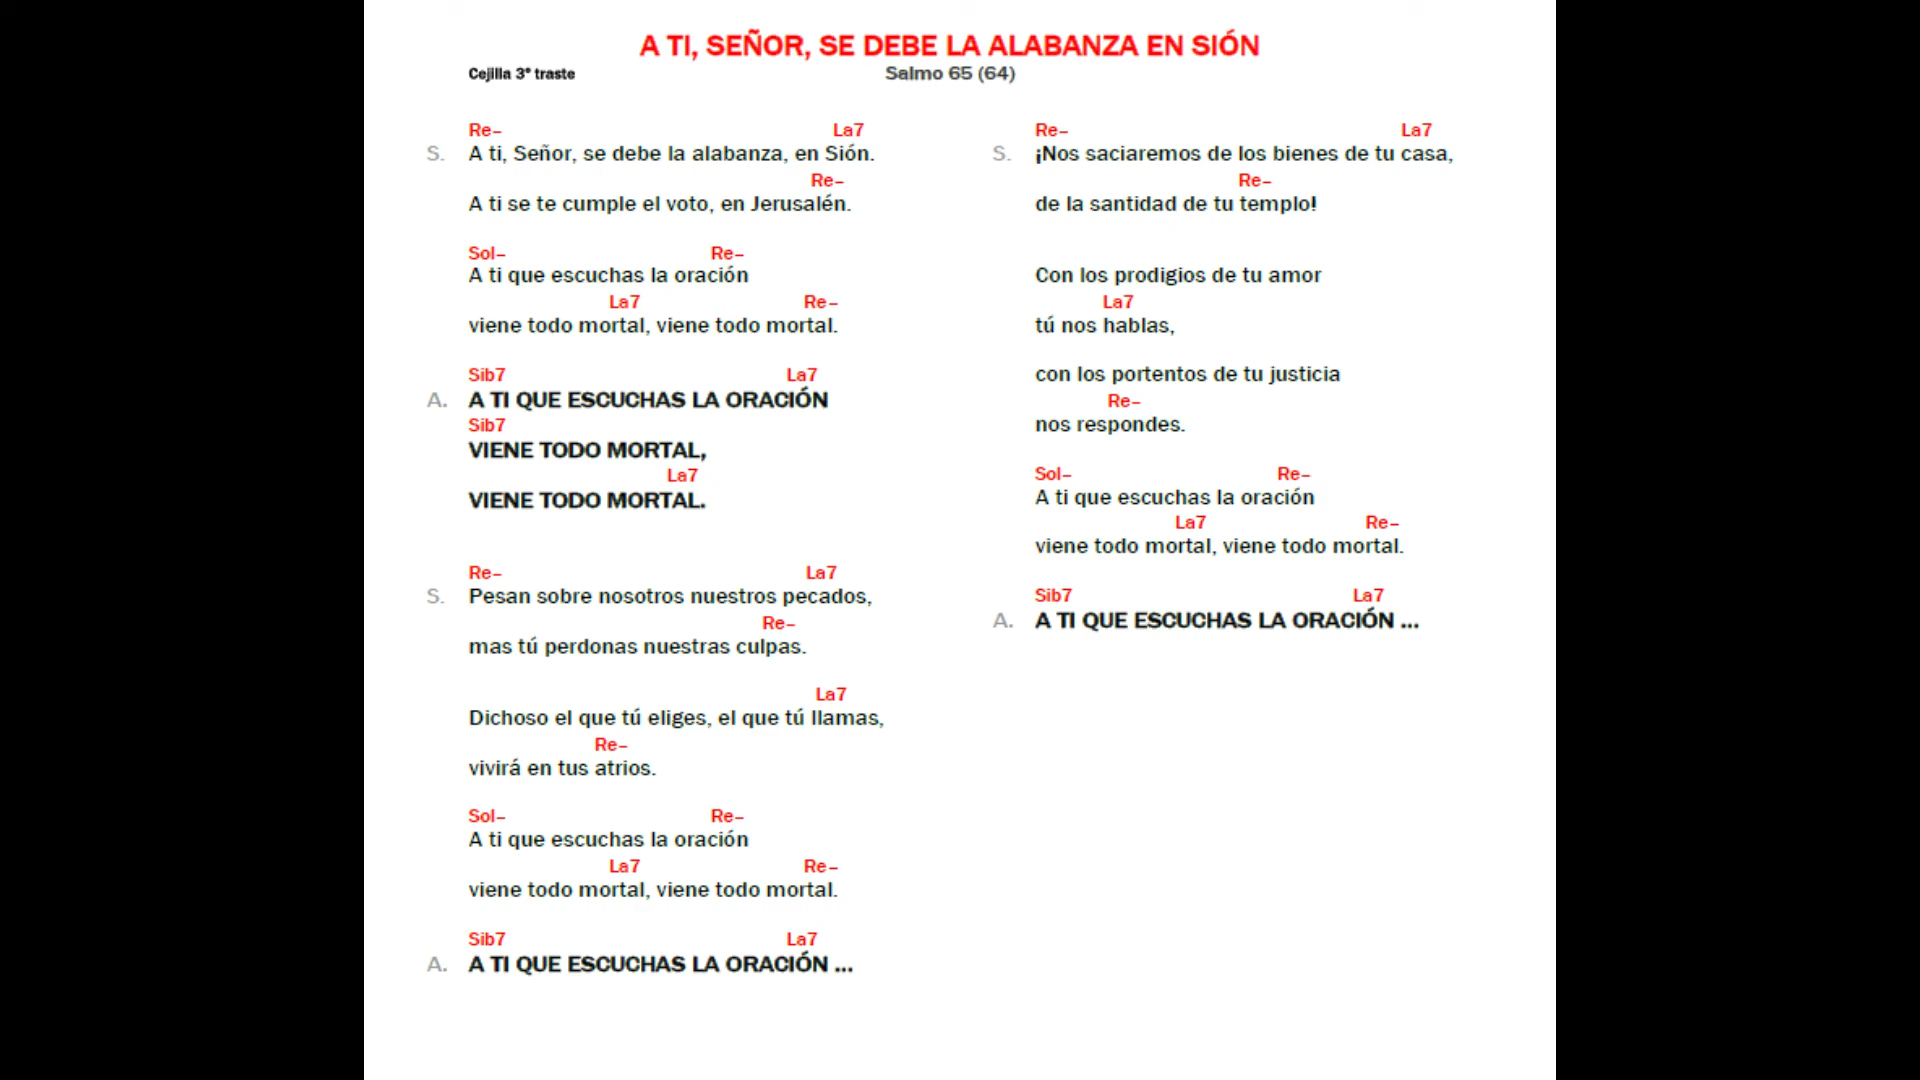 A TI, SEÑOR, SE DEBE LA ALABANZA EN SIÓN
Cejilla 3º traste
Salmo 65 (64)
Re– La7
S. A ti, Señor, se debe la alabanza, en Sión.
Re–
A ti se te cumple el voto, en Jerusalén.
Sol– Re–
A ti que escuchas la oración
La7 Re–
viene todo mortal, viene todo mortal.
Sib7 La7
A. A TI QUE ESCUCHAS LA ORACIÓN
Sib7
VIENE TODO MORTAL,
La7
VIENE TODO MORTAL.
Re– La7
S. Pesan sobre nosotros nuestros pecados,
Re–
mas tú perdonas nuestras culpas.
La7
Dichoso el que tú eliges, el que tú llamas,
Re–
vivirá en tus atrios.
Sol– Re–
A ti que escuchas la oración
La7 Re–
viene todo mortal, viene todo mortal.
Sib7 La7
A. A TI QUE ESCUCHAS LA ORACIÓN ...
Re– La7
S. ¡Nos saciaremos de los bienes de tu casa,
Re–
de la santidad de tu templo!
Con los prodigios de tu amor
La7
tú nos hablas,
con los portentos de tu justicia
Re–
nos respondes.
Sol– Re–
A ti que escuchas la oración
La7 Re–
viene todo mortal, viene todo mortal.
Sib7 La7
A. A TI QUE ESCUCHAS LA ORACIÓN ...